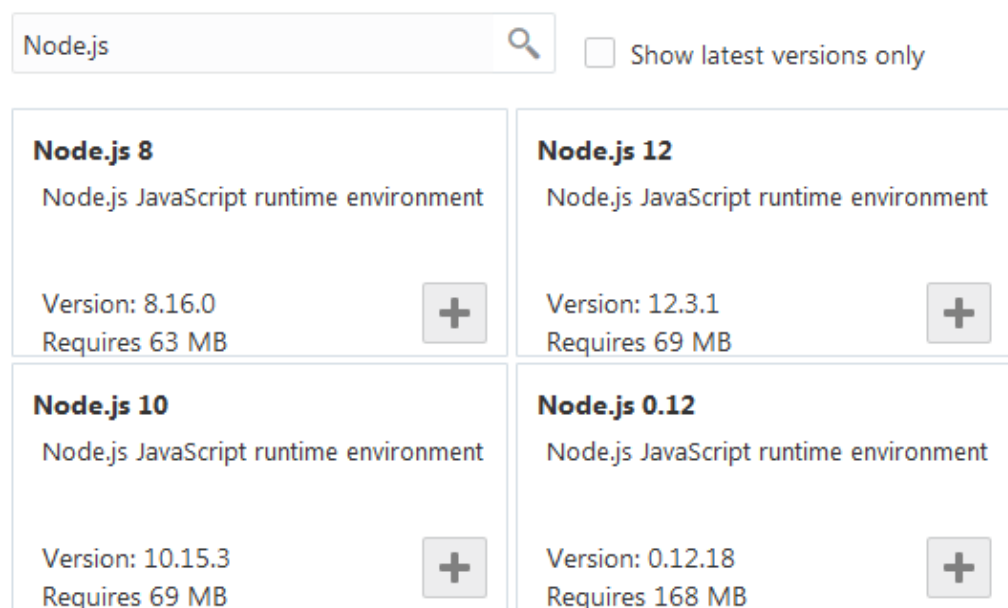 Node.js
Show latest versions only
Node.js 8
Node.js JavaScript runtime environment
Version: 8.16.0
Requires 63 MB
Node.js 12
Node.js JavaScript runtime environment
Version: 12.3.1
Requires 69 MB
Node.js 10
Node.js JavaScript runtime environment
Version: 10.15.3
Requires 69 MB
Node.js 0.12
Node.js JavaScript runtime environment
Version: 0.12.18
Requires 168 MB